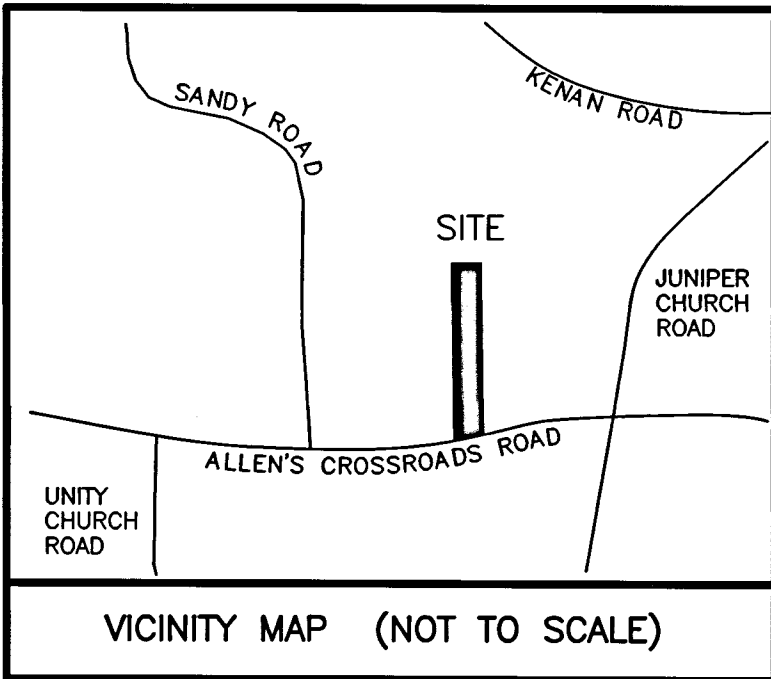 KENAN ROAD
SANDY ROAD
SITE
JUNIPER
CHURCH
ROAD
ALLEN'S CROSSROADS ROAD
UNITY
CHURCH
ROAD
VICINITY MAP (NOT TO SCALE)